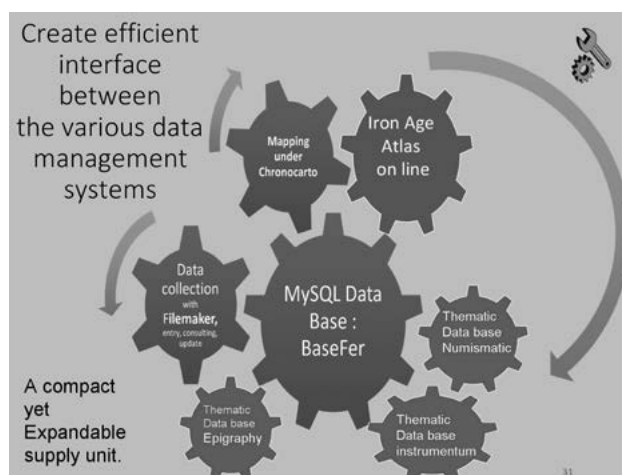 Create efficient
interface
between
the various data
management
systems
Mapping
under
Chronocarto
Iron Age
Atlas
on line
Data
collection
with
Filemaker,
entry, consulting,
update
MySQL Data
Base :
BaseFer
Thematic
Data base
Numismatic
Thematic
Data base
Epigraphy
Thematic
Data base
instrumentum
A compact
yet
Expandable
supply unit.
31